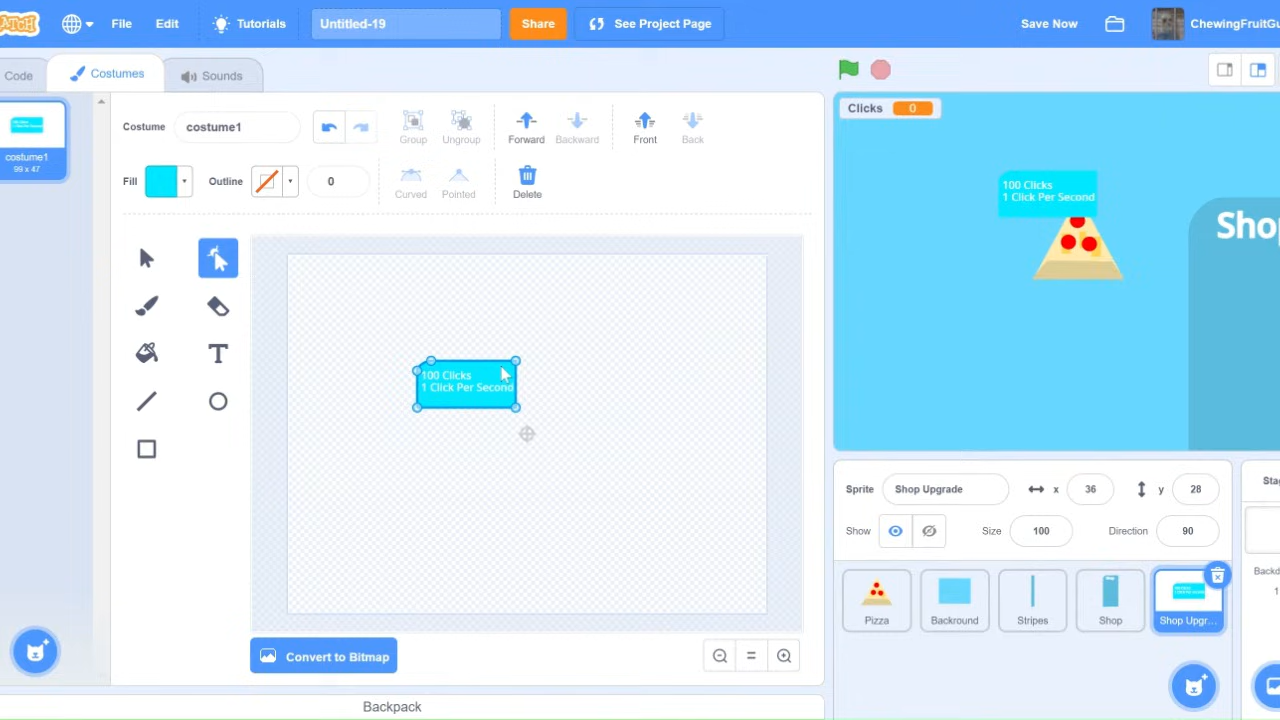 File Edit Tutorials Untitled-19 Share See Project Page Save Now
Code Costumes Sounds
Clicks 0
costume1
99 x 47
Costume costume1 Group Ungroup Forward Backward Front Back
Fill Outline 0 Curved Pointed Delete
100 Clicks
1 Click Per Second
100 Clicks
1 Click Per Second
Sprite Shop Upgrade x 36 y 28
Show Size 100 Direction 90
Pizza Backround Stripes Shop Shop Upgr...
Convert to Bitmap
Backpack